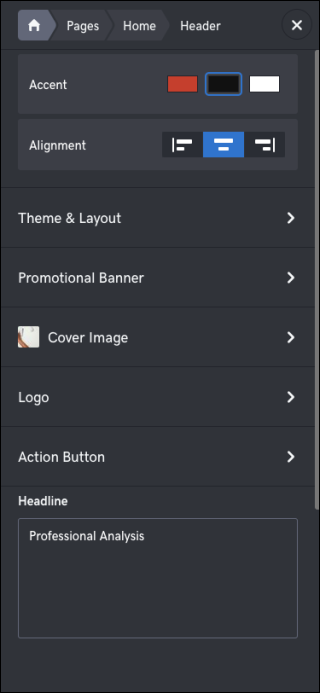 Pages
Home
Header
Accent
Alignment
Theme & Layout
Promotional Banner
Cover Image
Logo
Action Button
Headline
Professional Analysis